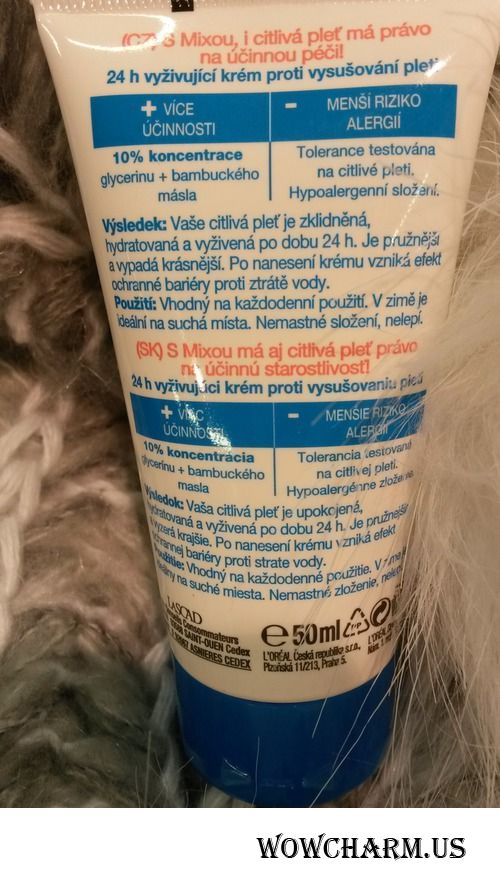 (CZ) S Mixou, i citlivá pleť má právo
na účinnou péči!
24 h vyživující krém proti vysušování pleti
+ VÍCE
ÚČINNOSTI
- MENŠÍ RIZIKO
ALERGIÍ
10% koncentrace
glycerinu + bambuckého
másla
Tolerance testována
na citlivé pleti.
Hypoalergenní složení.
Výsledek: Vaše citlivá pleť je zklidněná,
hydratovaná a vyživená po dobu 24 h. Je pružnější
a vypadá krásnější. Po nanesení krému vzniká efekt
ochranné bariéry proti ztrátě vody.
Použití: Vhodný na každodenní použití. V zimě je
ideální na suchá místa. Nemastné složení, nelepí.
(SK) S Mixou má aj citlivá pleť právo
na účinnú starostlivosť!
24 h vyživujúci krém proti vysušovaniu pleti
+ VIAC
ÚČINNOSTI
- MENŠIE RIZIKO
ALERGIÍ
10% koncentrácia
glycerínu + bambuckého
masla
Tolerancia testovaná
na citlivej pleti.
Hypoalergénne zloženie.
Výsledok: Vaša citlivá pleť je upokojená,
hydratovaná a vyživená po dobu 24 h. Je pružnejšia
a vyzerá krajšie. Po nanesení krému vzniká efekt
ochrannej bariéry proti strate vody.
Použitie: Vhodný na každodenné použitie. V zime
ideálny na suché miesta. Nemastné zloženie, nelepí.
LASCAD
Consommateurs
SAINT-OUEN Cedex
ASNIERES CEDEX
e 50ml
L'ORÉAL Česká republika s.r.o.,
Plzeňská 11/213, Praha 5.
WOWCHARM.US